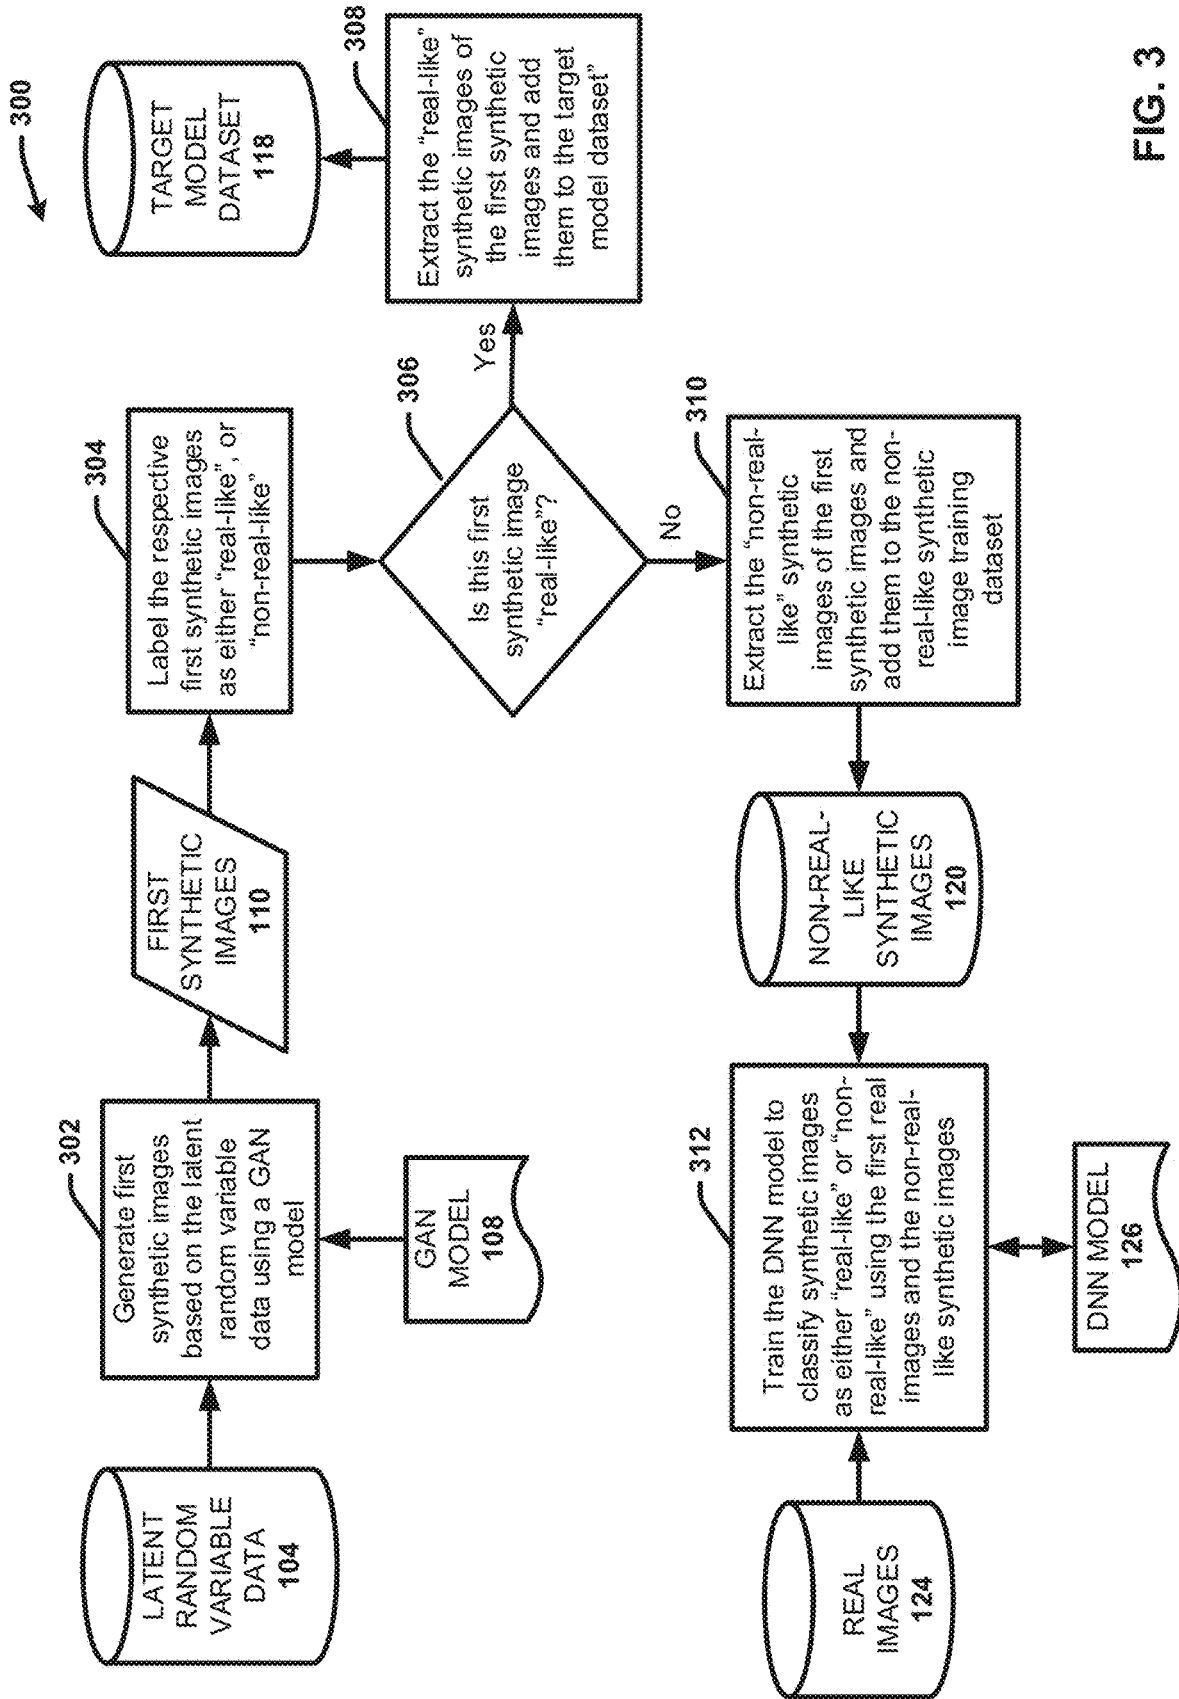 300
LATENT
RANDOM
VARIABLE
DATA
104
302
Generate first
synthetic images
based on the latent
random variable
data using a GAN
model
GAN
MODEL
108
FIRST
SYNTHETIC
IMAGES
110
304
Label the respective
first synthetic images
as either “real-like”, or
“non-real-like”
306
Is this first
synthetic image
“real-like”?
Yes
No
308
Extract the “real-like”
synthetic images of
the first synthetic
images and add
them to the target
model dataset”
TARGET
MODEL
DATASET
118
310
Extract the “non-real-
like” synthetic
images of the first
synthetic images and
add them to the non-
real-like synthetic
image training
dataset
NON-REAL-
LIKE
SYNTHETIC
IMAGES
120
312
Train the DNN model to
classify synthetic images
as either “real-like” or “non-
real-like” using the first real
images and the non-real-
like synthetic images
REAL
IMAGES
124
DNN MODEL
126
FIG. 3